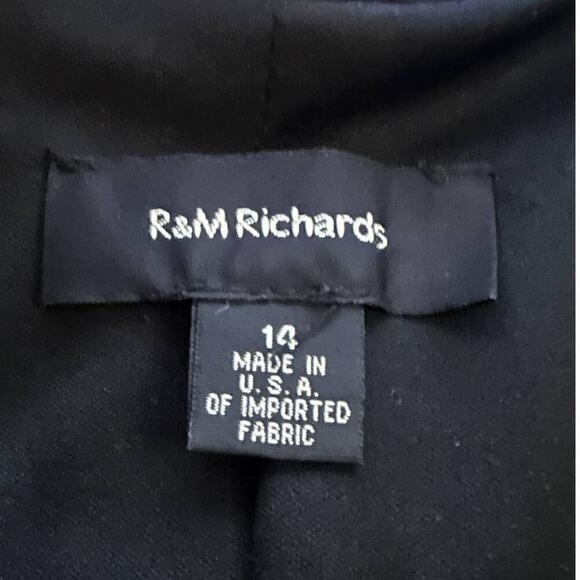 R&M Richards
14
MADE IN
U.S.A.
OF IMPORTED
FABRIC